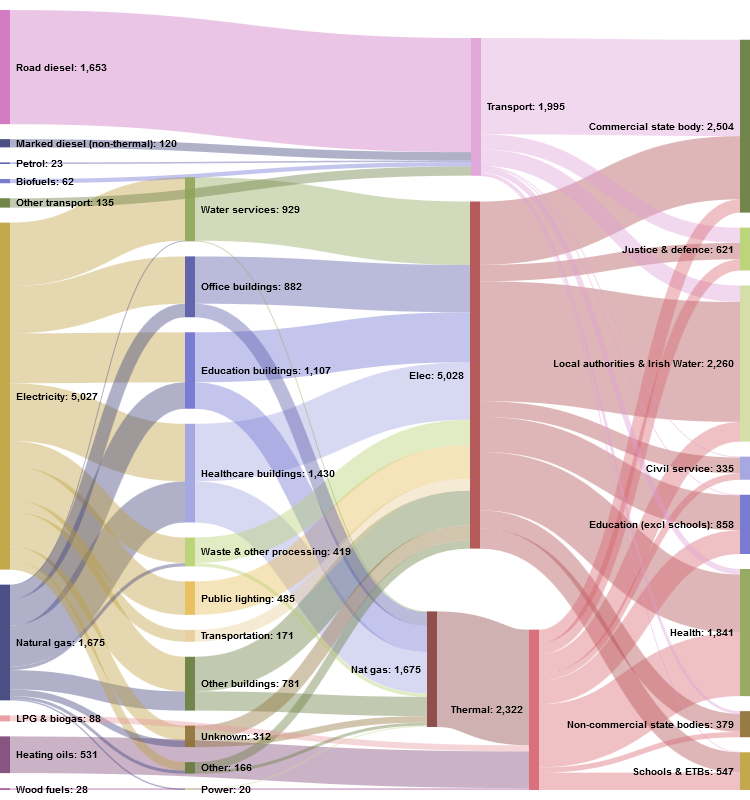 Road diesel: 1,653
Marked diesel (non-thermal): 120
Petrol: 23
Biofuels: 62
Other transport: 135
Electricity: 5,027
Natural gas: 1,675
LPG & biogas: 88
Heating oils: 531
Wood fuels: 28
Water services: 929
Office buildings: 882
Education buildings: 1,107
Healthcare buildings: 1,430
Waste & other processing: 419
Public lighting: 485
Transportation: 171
Other buildings: 781
Unknown: 312
Other: 166
Power: 20
Nat gas: 1,675
Transport: 1,995
Elec: 5,028
Thermal: 2,322
Commercial state body: 2,504
Justice & defence: 621
Local authorities & Irish Water: 2,260
Civil service: 335
Education (excl schools): 858
Health: 1,841
Non-commercial state bodies: 379
Schools & ETBs: 547